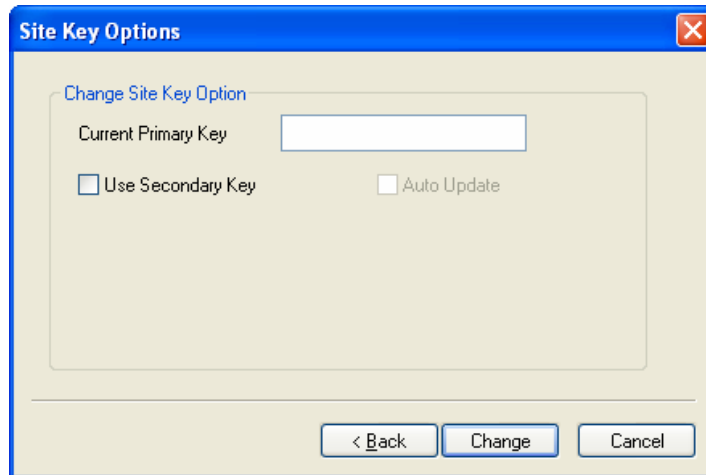 Site Key Options
Change Site Key Option
Current Primary Key
Use Secondary Key Auto Update
< Back Change Cancel